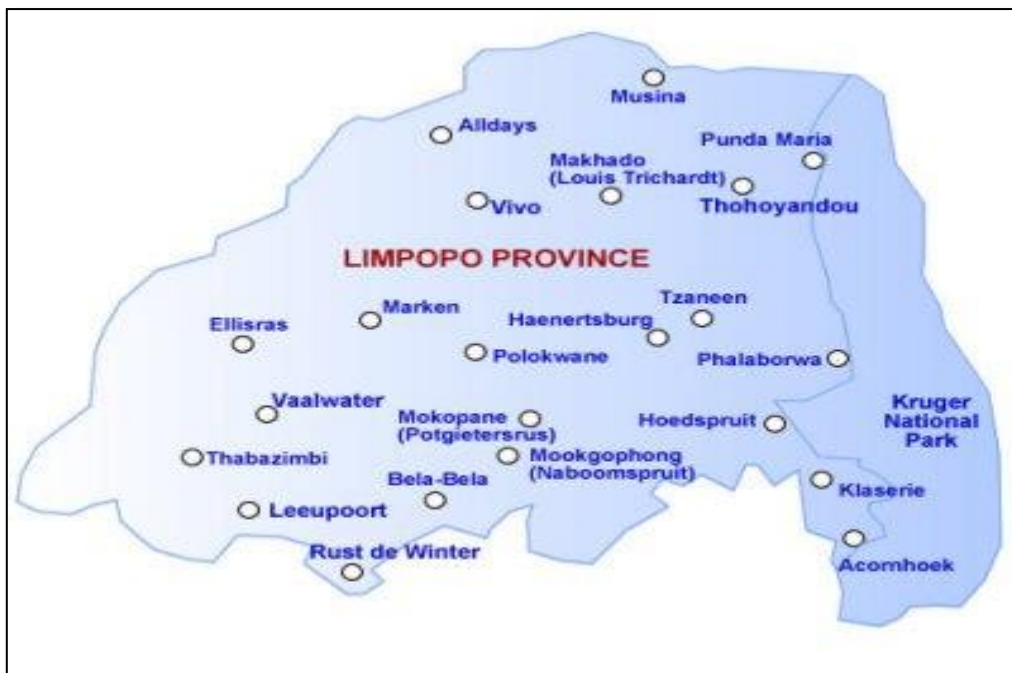 Musina
Alldays
Punda Maria
Makhado
(Louis Trichardt)
Thohoyandou
Vivo
LIMPOPO PROVINCE
Tzaneen
Marken
Haenertsburg
Ellisras
Polokwane
Phalaborwa
Vaalwater
Kruger
National
Park
Mokopane
(Potgietersrus)
Hoedspruit
Thabazimbi
Mookgophong
(Naboomspruit)
Bela-Bela
Klaserie
Leeupoort
Rust de Winter
Acornhoek